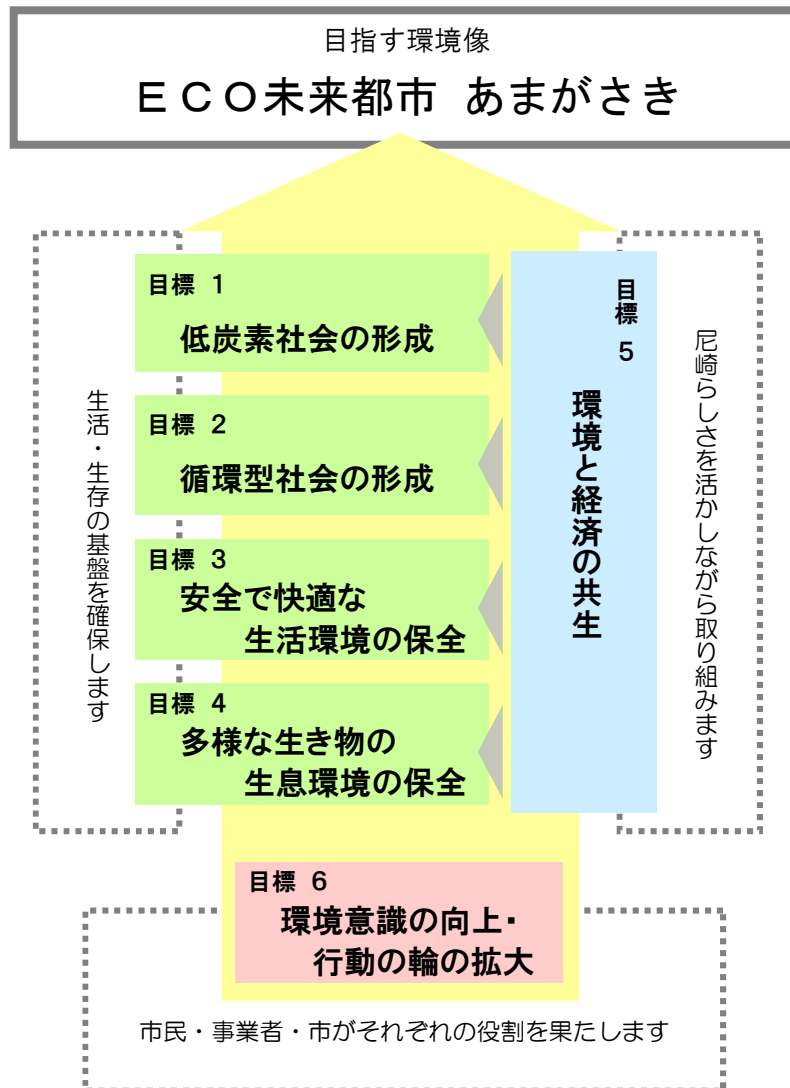 目指す環境像
ＥＣＯ未来都市 あまがさき
生活・生存の基盤を確保します
目標 1
低炭素社会の形成
目標 2
循環型社会の形成
目標 3
安全で快適な
生活環境の保全
目標 4
多様な生き物の
生息環境の保全
目標 5
環境と経済の共生
尼崎らしさを活かしながら取り組みます
目標 6
環境意識の向上・
行動の輪の拡大
市民・事業者・市がそれぞれの役割を果たします